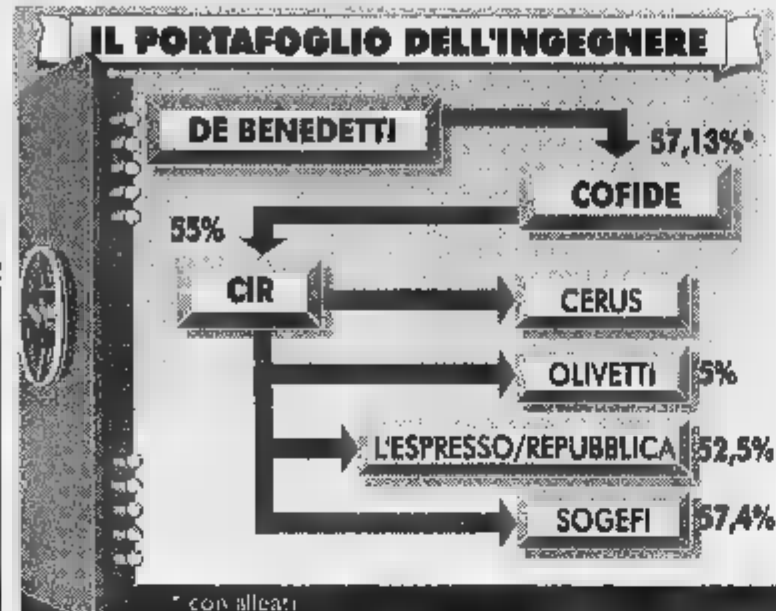 IL PORTAFOGLIO DELL'INGEGNERE
DE BENEDETTI
57,13%*
COFIDE
55%
CIR
CERUS
OLIVETTI 5%
L'ESPRESSO/REPUBBLICA 52,5%
SOGEFI 57,4%
* con alleati